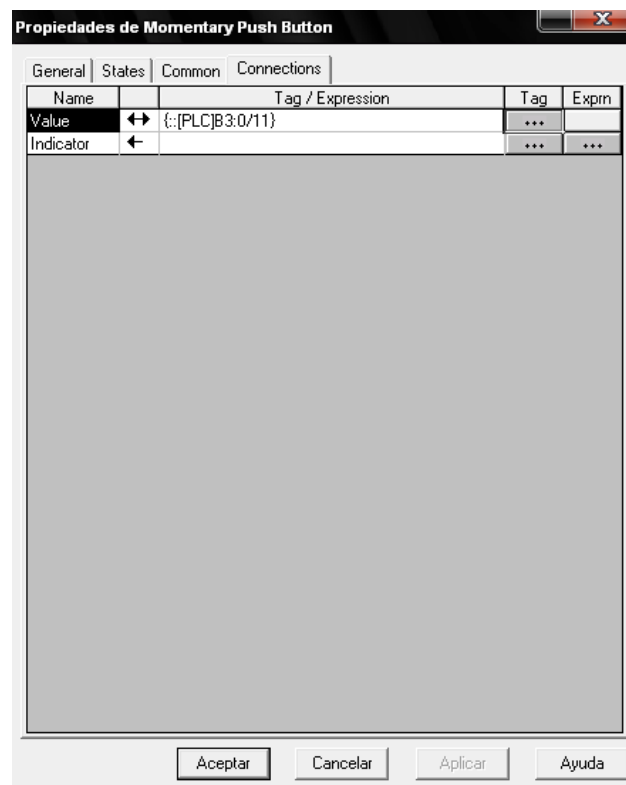 Propiedades de Momentary Push Button
General States Common Connections
Name Tag / Expression Tag Exprn
Value ↔ {::[PLC]B3:0/11} ...
Indicator ← ... ...
Aceptar Cancelar Aplicar Ayuda